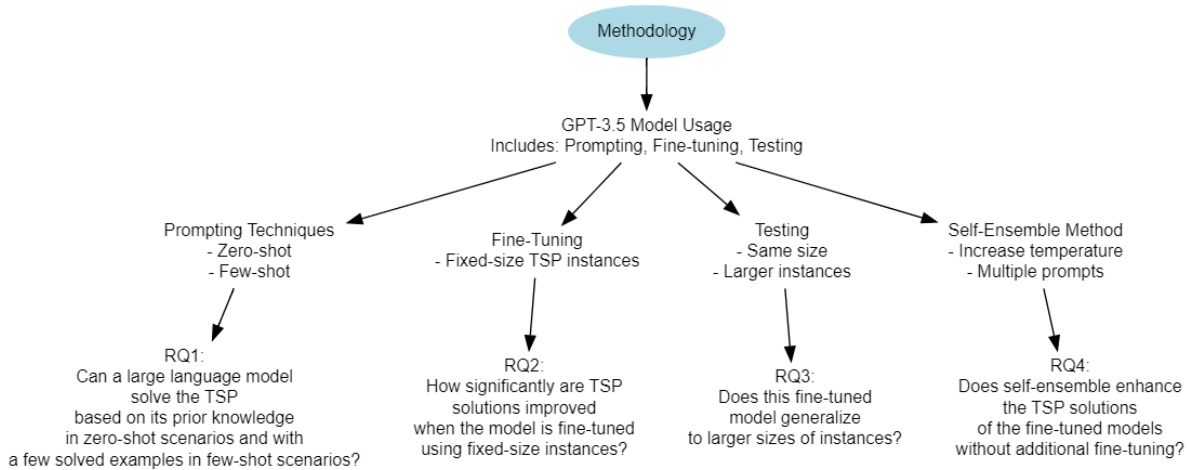 Methodology
GPT-3.5 Model Usage
Includes: Prompting, Fine-tuning, Testing
Prompting Techniques
- Zero-shot
- Few-shot
Fine-Tuning
- Fixed-size TSP instances
Testing
- Same size
- Larger instances
Self-Ensemble Method
- Increase temperature
- Multiple prompts
RQ1:
Can a large language model
solve the TSP
based on its prior knowledge
in zero-shot scenarios and with
a few solved examples in few-shot scenarios?
RQ2:
How significantly are TSP
solutions improved
when the model is fine-tuned
using fixed-size instances?
RQ3:
Does this fine-tuned
model generalize
to larger sizes of instances?
RQ4:
Does self-ensemble enhance
the TSP solutions
of the fine-tuned models
without additional fine-tuning?